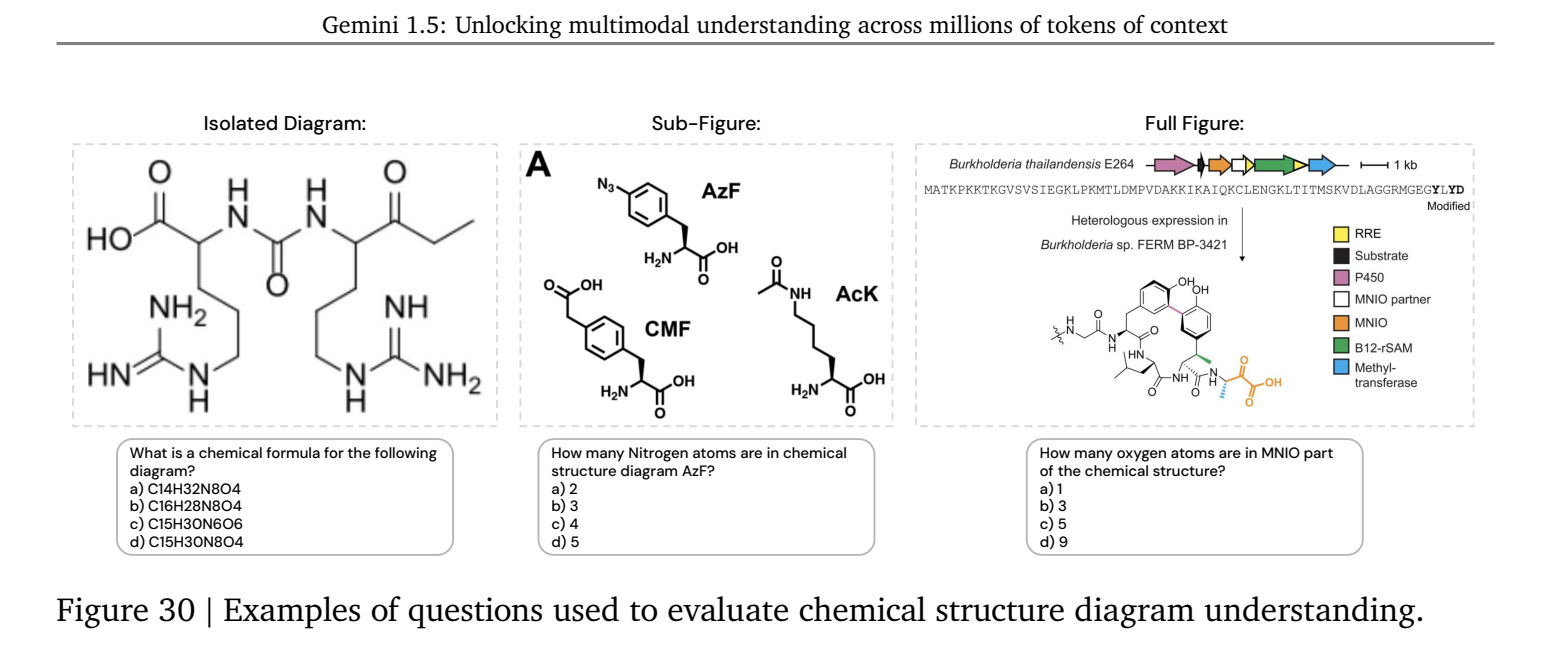 Gemini 1.5: Unlocking multimodal understanding across millions of tokens of context
Isolated Diagram:
O
H
N
H
N
O
HO
O
NH2
NH
HN
N
H
N
H
NH2
What is a chemical formula for the following
diagram?
a) C14H32N8O4
b) C16H28N8O4
c) C15H30N6O6
d) C15H30N8O4
Sub-Figure:
A
N3
AzF
OH
H2N
O
O
OH
CMF
OH
H2N
O
O
NH
AcK
OH
H2N
O
How many Nitrogen atoms are in chemical
structure diagram AzF?
a) 2
b) 3
c) 4
d) 5
Full Figure:
Burkholderia thailandensis E264
1 kb
MATKPKKTKGVSVSIEGKLPKMTLDMPVDAKKIKAIQKCLENGKLTITMSKVDLAGGRMGEGYLYD
Modified
Heterologous expression in
Burkholderia sp. FERM BP-3421
RRE
Substrate
P450
MNIO partner
MNIO
B12-rSAM
Methyl-
transferase
OH
OH
H
N
O
N
H
O
HN
O
NH
O
N
H
O
OH
O
How many oxygen atoms are in MNIO part
of the chemical structure?
a) 1
b) 3
c) 5
d) 9
Figure 30 | Examples of questions used to evaluate chemical structure diagram understanding.